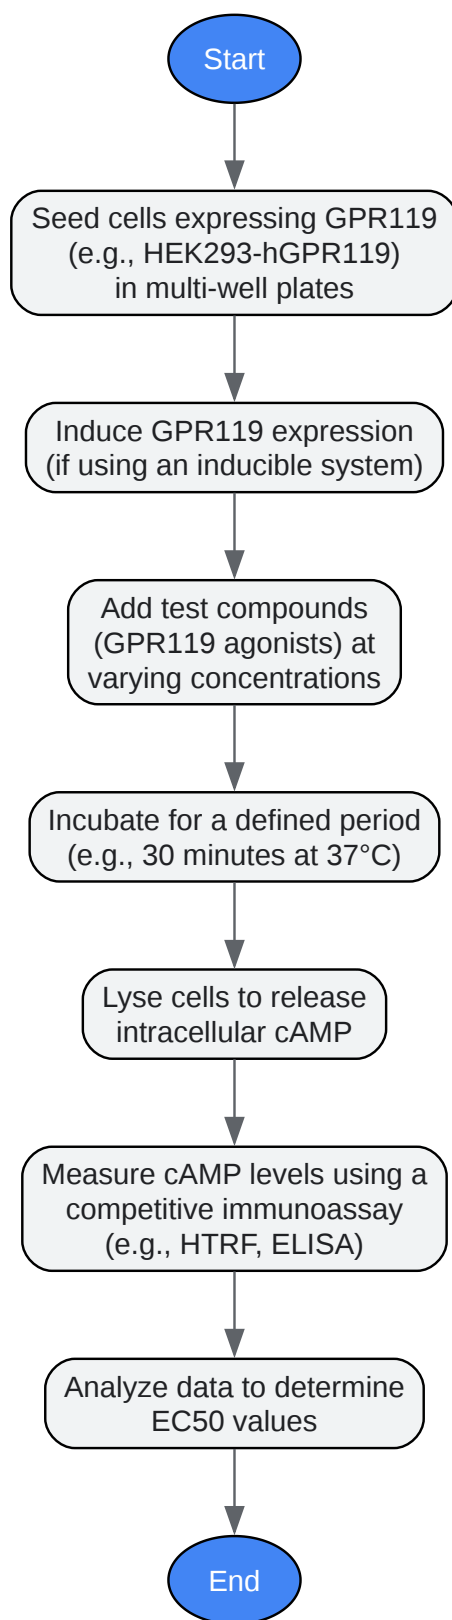 Start
Seed cells expressing GPR119
(e.g., HEK293-hGPR119)
in multi-well plates
Induce GPR119 expression
(if using an inducible system)
Add test compounds
(GPR119 agonists) at
varying concentrations
Incubate for a defined period
(e.g., 30 minutes at 37°C)
Lyse cells to release
intracellular cAMP
Measure cAMP levels using a
competitive immunoassay
(e.g., HTRF, ELISA)
Analyze data to determine
EC50 values
End